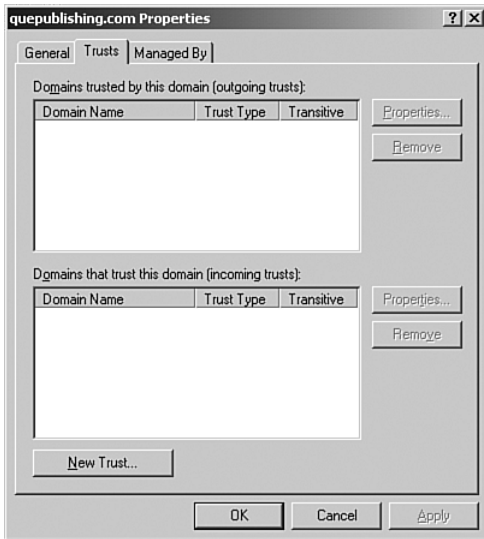 quepublishing.com Properties
General Trusts Managed By
Domains trusted by this domain (outgoing trusts):
Domain Name Trust Type Transitive
Properties...
Remove
Domains that trust this domain (incoming trusts):
Domain Name Trust Type Transitive
Properties...
Remove
New Trust...
OK Cancel Apply